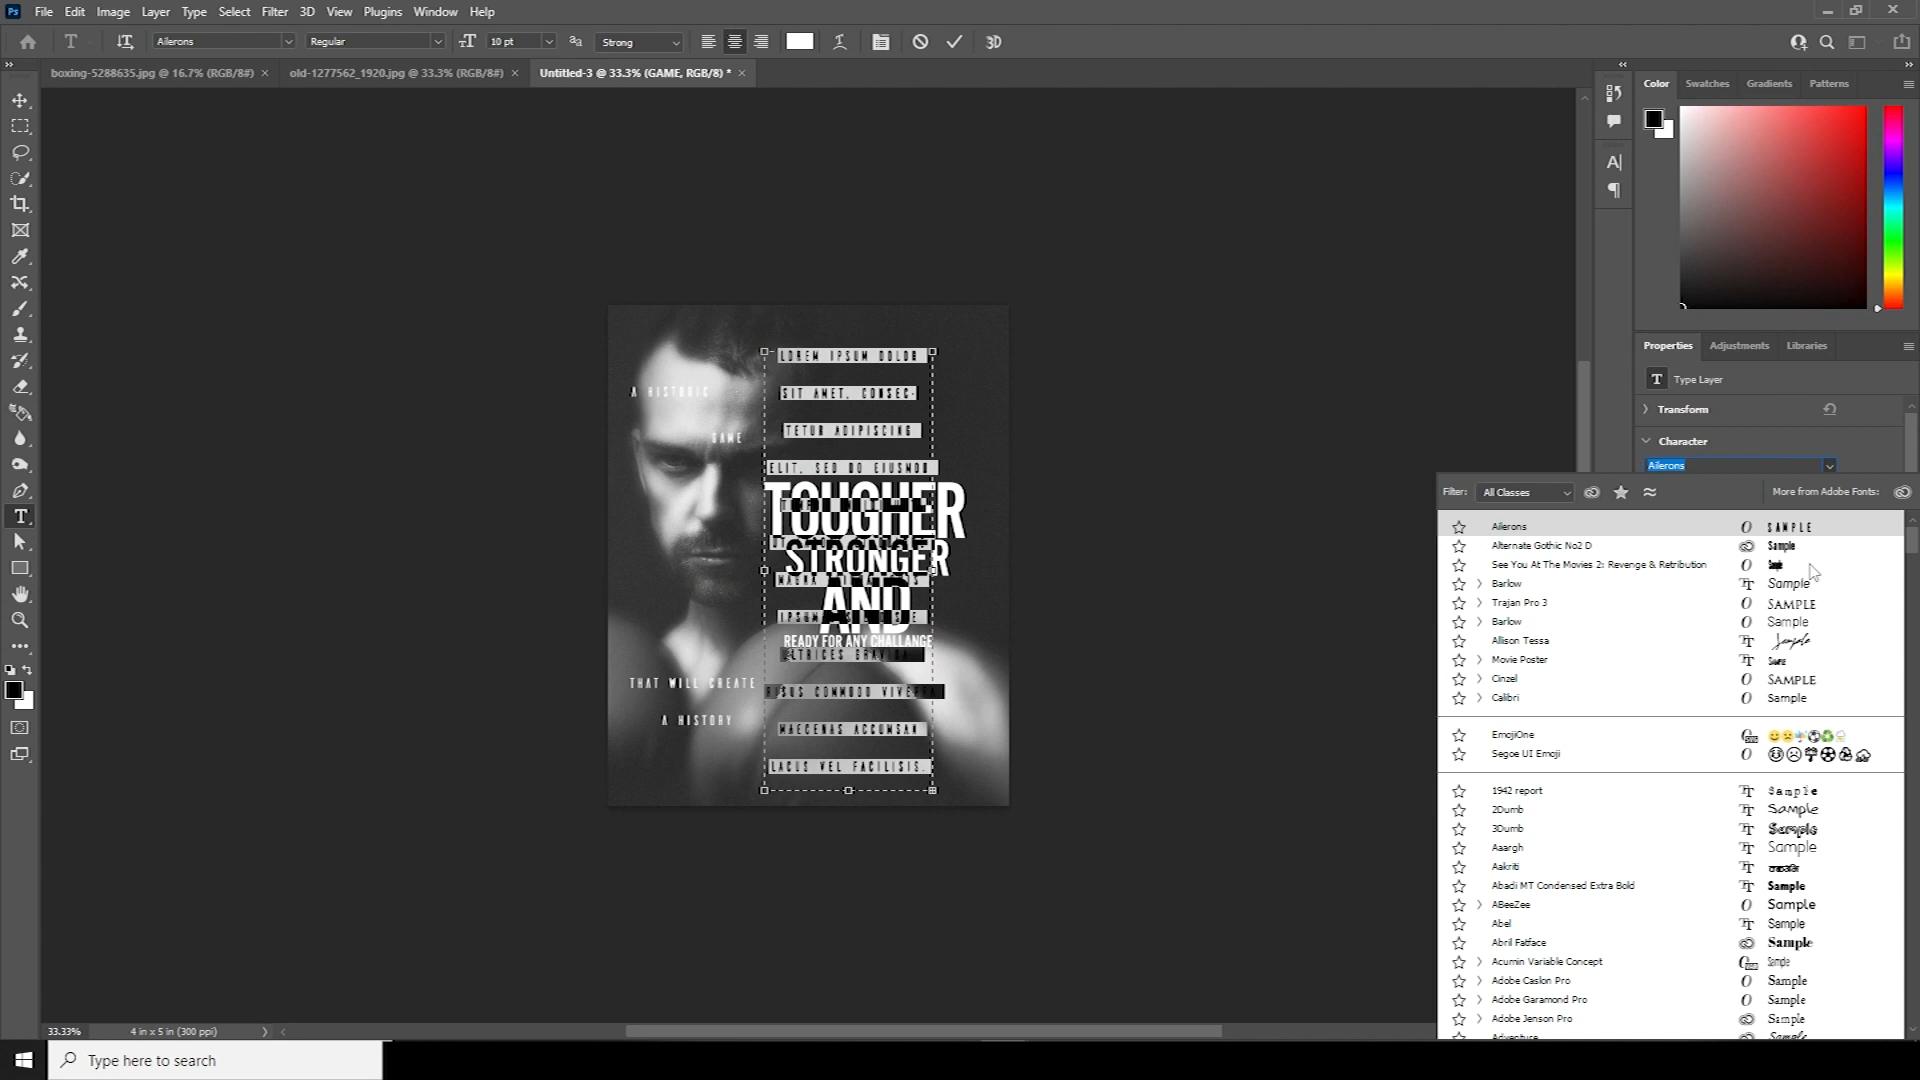 Ps File Edit Image Layer Type Select Filter 3D View Plugins Window Help
Ailerons Regular 10 pt Strong 3D
boxing-5288635.jpg @ 16.7% (RGB/8#) × old-1277562_1920.jpg @ 33.3% (RGB/8#) × Untitled-3 @ 33.3% (GAME, RGB/8) * ×
Color Swatches Gradients Patterns
Properties Adjustments Libraries
T Type Layer
Transform
Character
Ailerons
A HISTORIC
GAME
THAT WILL CREATE
A HISTORY
LOREM IPSUM DOLOR
SIT AMET, CONSEC-
TETUR ADIPISCING
ELIT, SED DO EIUSMOD
TOUGHER
STRONGER
AND
READY FOR ANY CHALLANGE
ULTRICES GRAVIDA
RISUS COMMODO VIVERRA
MAECENAS ACCUMSAN
LACUS VEL FACILISIS.
Filter: All Classes More from Adobe Fonts:
Ailerons SAMPLE
Alternate Gothic No2 D Sample
See You At The Movies 2: Revenge & Retribution
Barlow Sample
Trajan Pro 3 SAMPLE
Barlow Sample
Allison Tessa Sample
Movie Poster
Cinzel SAMPLE
Calibri Sample
EmojiOne
Segoe UI Emoji
1942 report Sample
2Dumb Sample
3Dumb Sample
Aaargh Sample
Aakriti
Abadi MT Condensed Extra Bold Sample
ABeeZee Sample
Abel Sample
Abril Fatface Sample
Acumin Variable Concept Sample
Adobe Caslon Pro Sample
Adobe Garamond Pro Sample
Adobe Jenson Pro Sample
Adventure Sample
33.33% 4 in x 5 in (300 ppi)
Type here to search